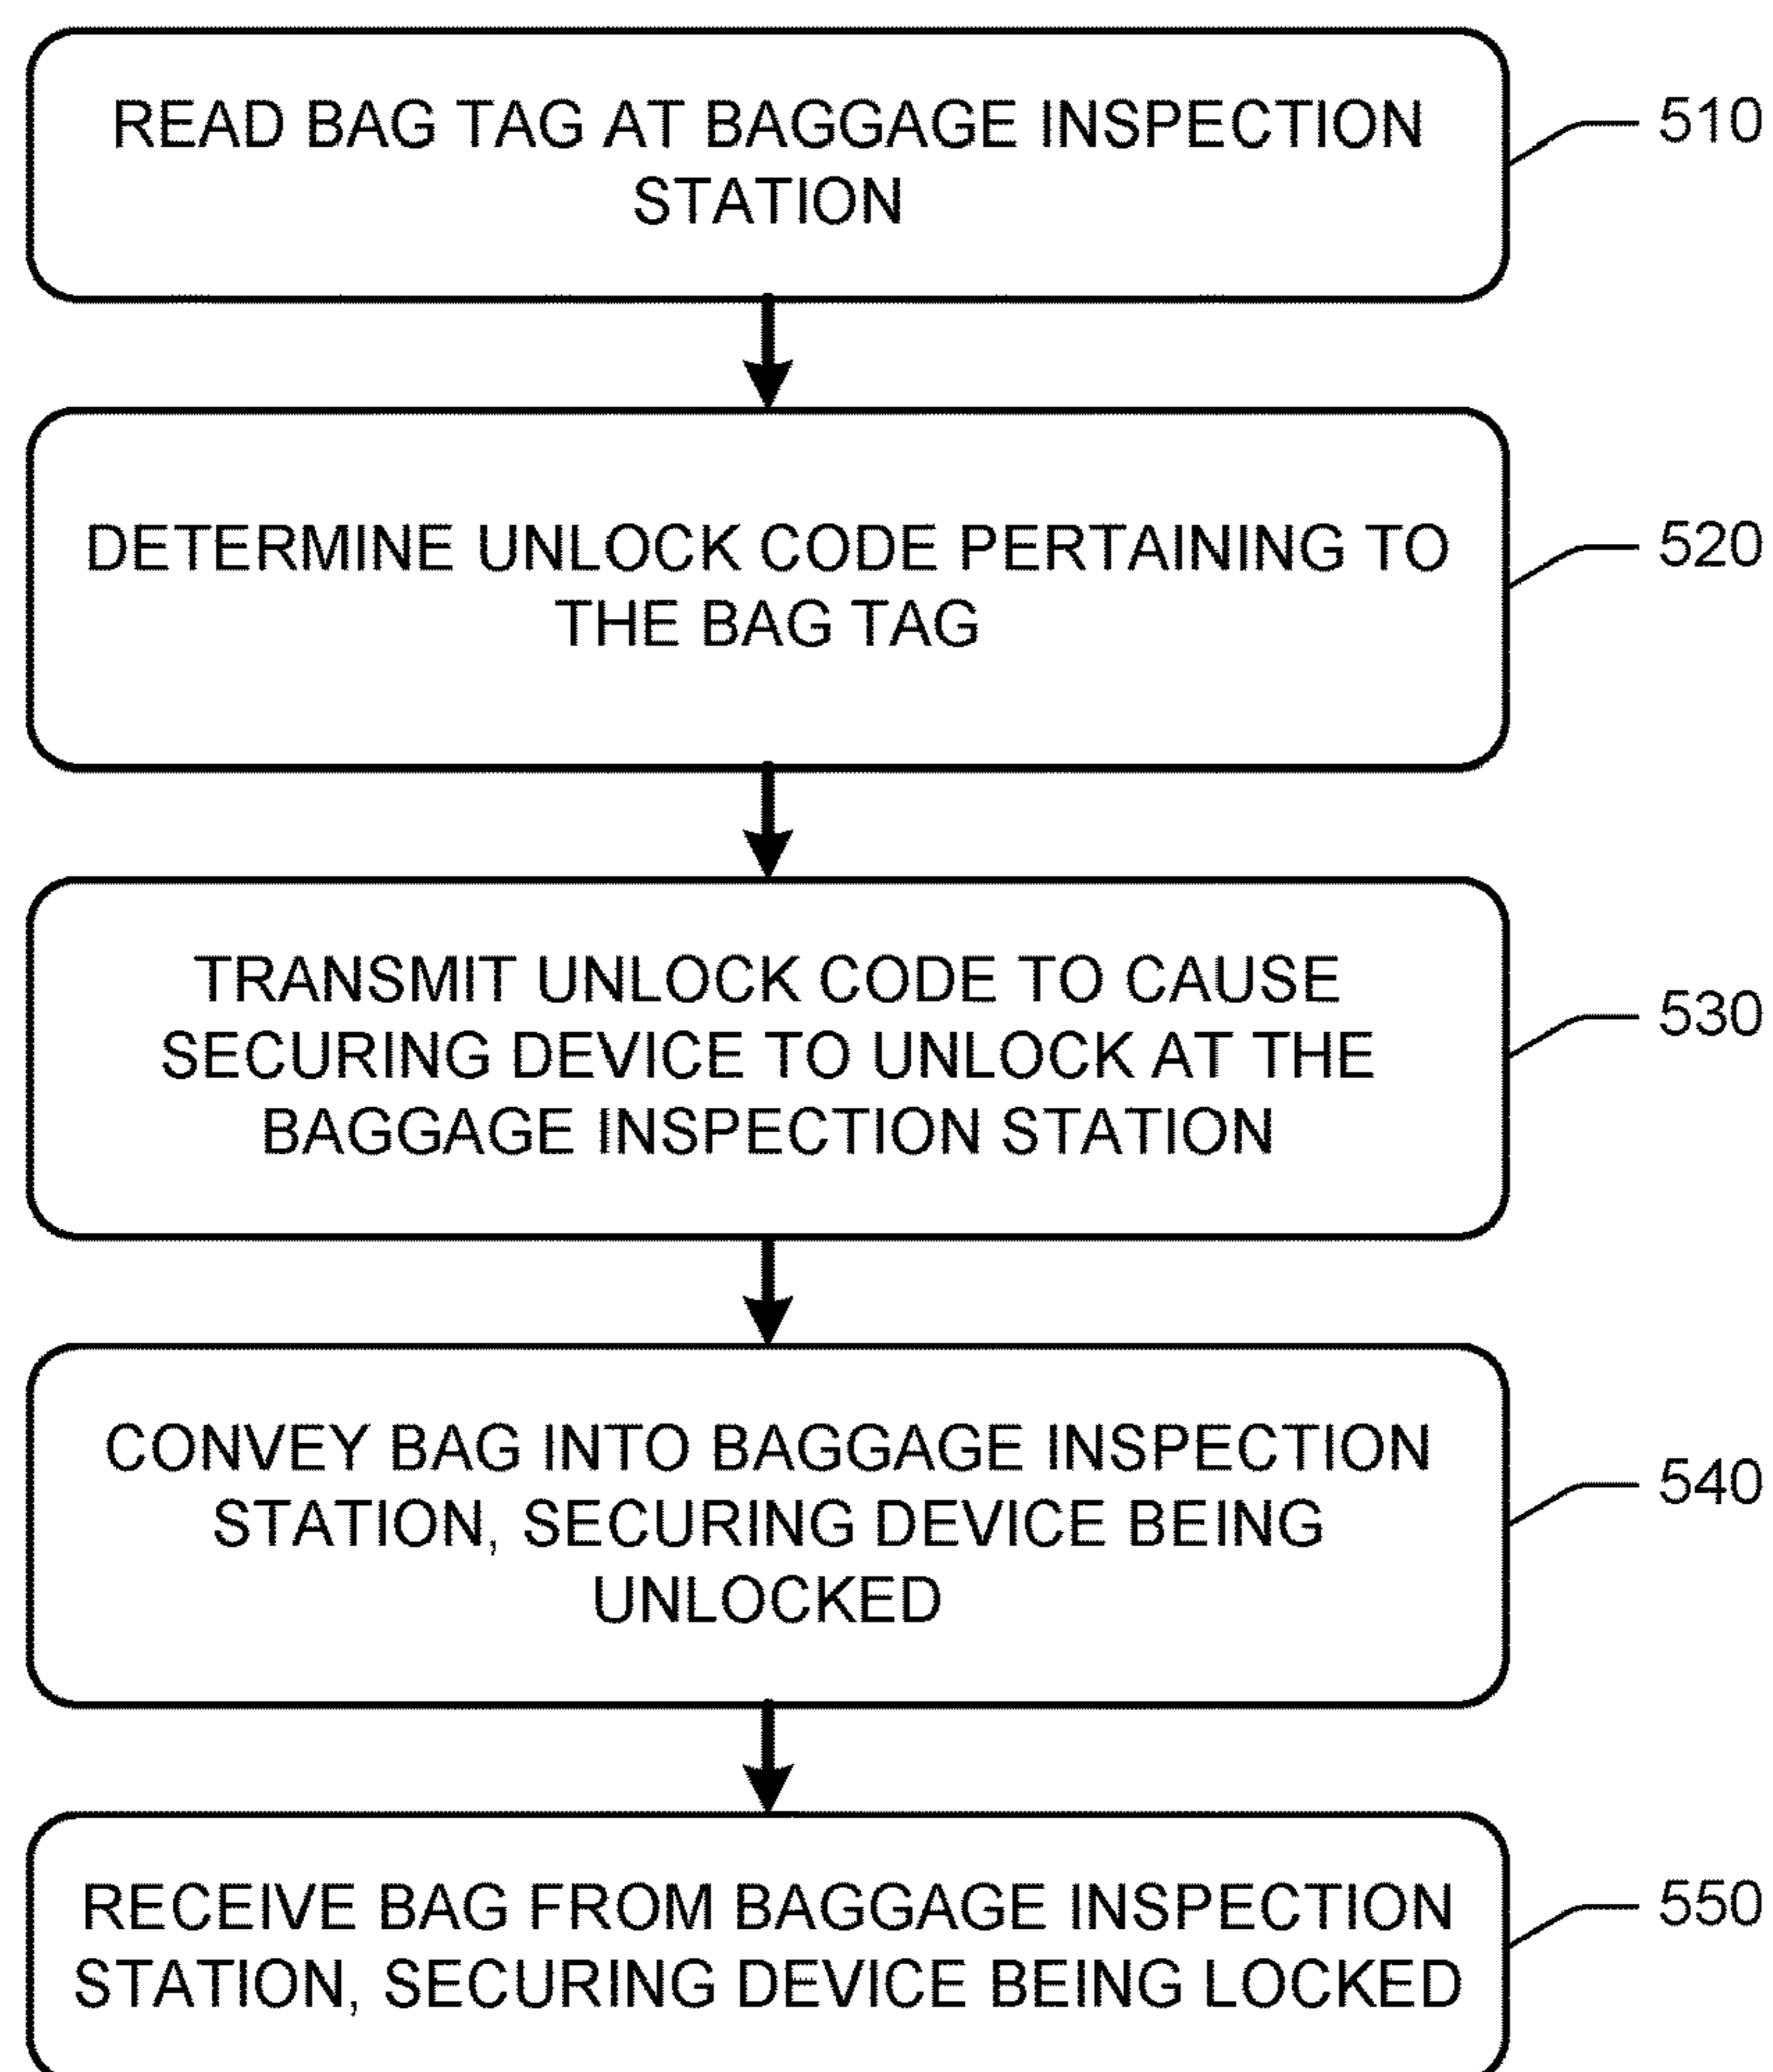 READ BAG TAG AT BAGGAGE INSPECTION
STATION
510
DETERMINE UNLOCK CODE PERTAINING TO
THE BAG TAG
520
TRANSMIT UNLOCK CODE TO CAUSE
SECURING DEVICE TO UNLOCK AT THE
BAGGAGE INSPECTION STATION
530
CONVEY BAG INTO BAGGAGE INSPECTION
STATION, SECURING DEVICE BEING
UNLOCKED
540
RECEIVE BAG FROM BAGGAGE INSPECTION
STATION, SECURING DEVICE BEING LOCKED
550